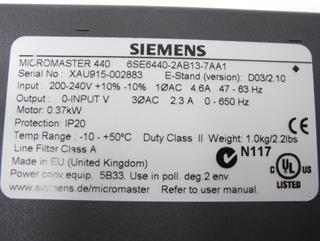 SIEMENS
MICROMASTER 440 6SE6440-2AB13-7AA1
Serial No : XAU915-002883 E-Stand (version): D03/2.10
Input : 200-240V +10% -10% 1ØAC 4.6A 47 - 63 Hz
Output : 0-INPUT V 3ØAC 2.3 A 0 - 650 Hz
Motor: 0.37kW
Protection: IP20
Temp Range : -10 - +50°C Duty Class II Weight: 1.0kg/2.2lbs
Line Filter Class A
N117
Made in EU (United Kingdom)
Power conv.equip. 5B33. Use in poll. deg.2 env.
www.siemens.de/micromaster Refer to user manual.
C UL US
LISTED